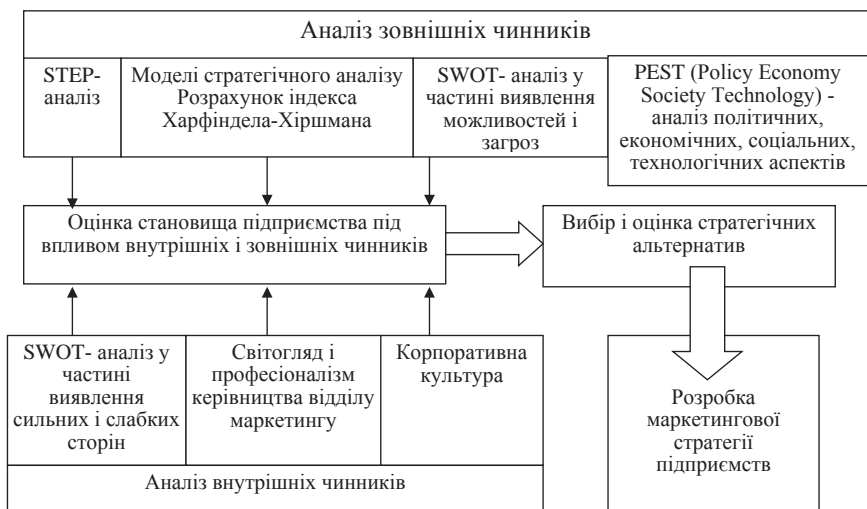 Аналіз зовнішніх чинників
STEP-
аналіз
Моделі стратегічного аналізу
Розрахунок індекса
Харфіндела-Хіршмана
SWOT- аналіз у
частині виявлення
можливостей і
загроз
PEST (Policy Economy
Society Technology) -
аналіз політичних,
економічних, соціальних,
технологічних аспектів
Оцінка становища підприємства під
впливом внутрішніх і зовнішніх чинників
Вибір і оцінка стратегічних
альтернатив
SWOT- аналіз у
частині
виявлення
сильних і слабких
сторін
Світогляд і
професіоналізм
керівництва відділу
маркетингу
Корпоративна
культура
Аналіз внутрішніх чинників
Розробка
маркетингової
стратегії
підприємств